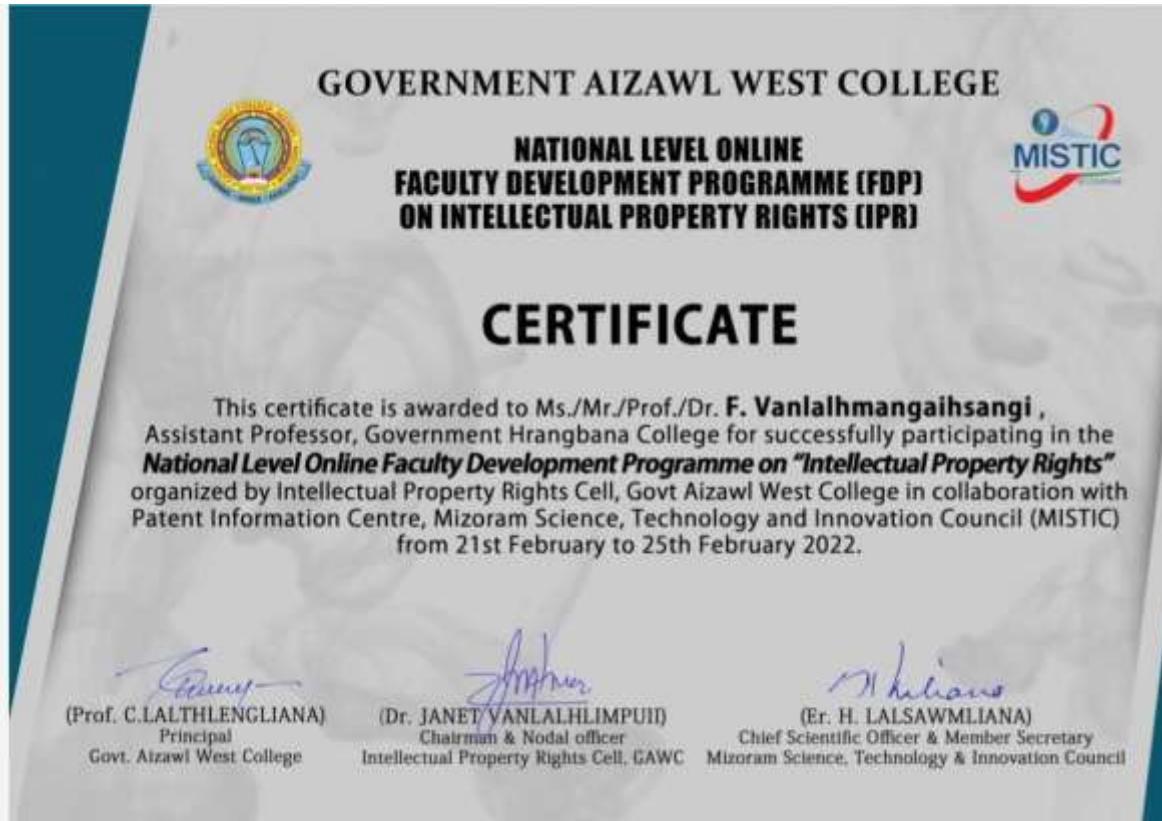 GOVERNMENT AIZAWL WEST COLLEGE
NATIONAL LEVEL ONLINE
FACULTY DEVELOPMENT PROGRAMME (FDP)
ON INTELLECTUAL PROPERTY RIGHTS (IPR)
MISTIC
CERTIFICATE
This certificate is awarded to Ms./Mr./Prof./Dr. F. Vanlalhmangaihsangi ,
Assistant Professor, Government Hrangbana College for successfully participating in the
National Level Online Faculty Development Programme on "Intellectual Property Rights"
organized by Intellectual Property Rights Cell, Govt Aizawl West College in collaboration with
Patent Information Centre, Mizoram Science, Technology and Innovation Council (MISTIC)
from 21st February to 25th February 2022.
(Prof. C.LALTHLENGLIANA)
Principal
Govt. Aizawl West College
(Dr. JANET VANLALHLIMPUII)
Chairman & Nodal officer
Intellectual Property Rights Cell, GAWC
(Er. H. LALSAWMLIANA)
Chief Scientific Officer & Member Secretary
Mizoram Science, Technology & Innovation Council